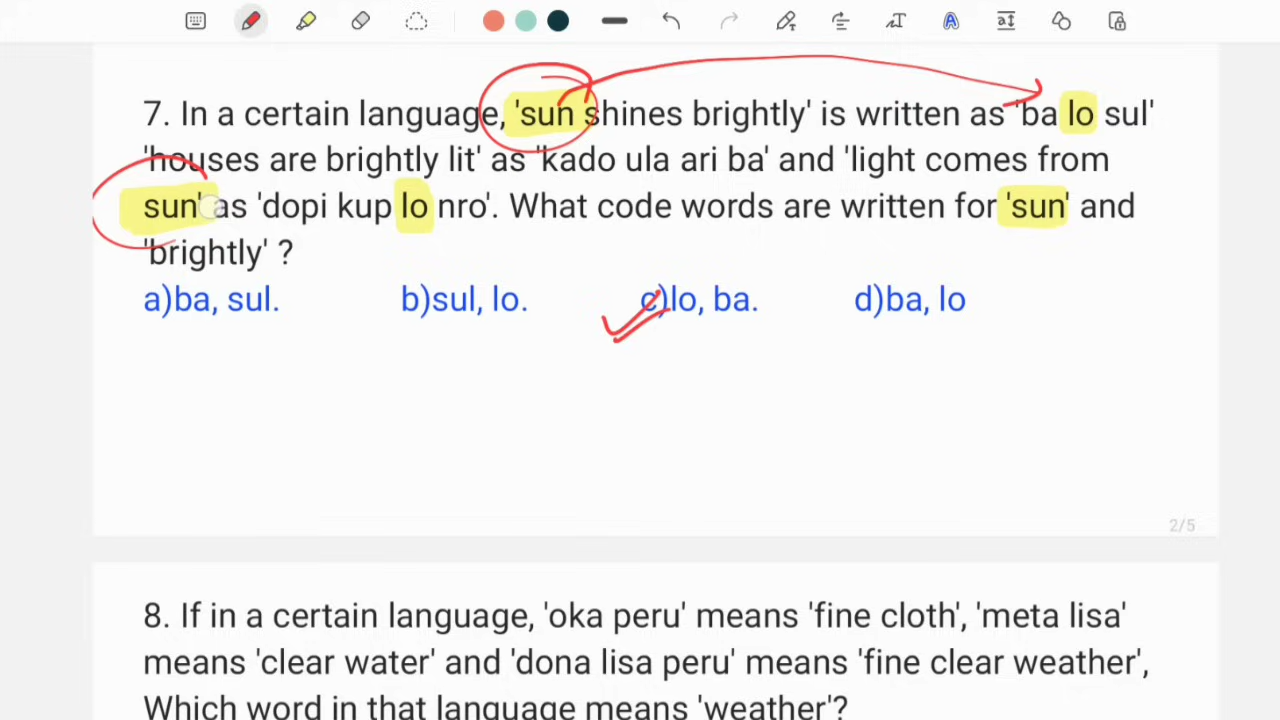 7. In a certain language, 'sun shines brightly' is written as 'ba lo sul'
'houses are brightly lit' as 'kado ula ari ba' and 'light comes from
sun' as 'dopi kup lo nro'. What code words are written for 'sun' and
'brightly' ?
a)ba, sul. b)sul, lo. c)lo, ba. d)ba, lo
2/5
8. If in a certain language, 'oka peru' means 'fine cloth', 'meta lisa'
means 'clear water' and 'dona lisa peru' means 'fine clear weather',
Which word in that language means 'weather'?